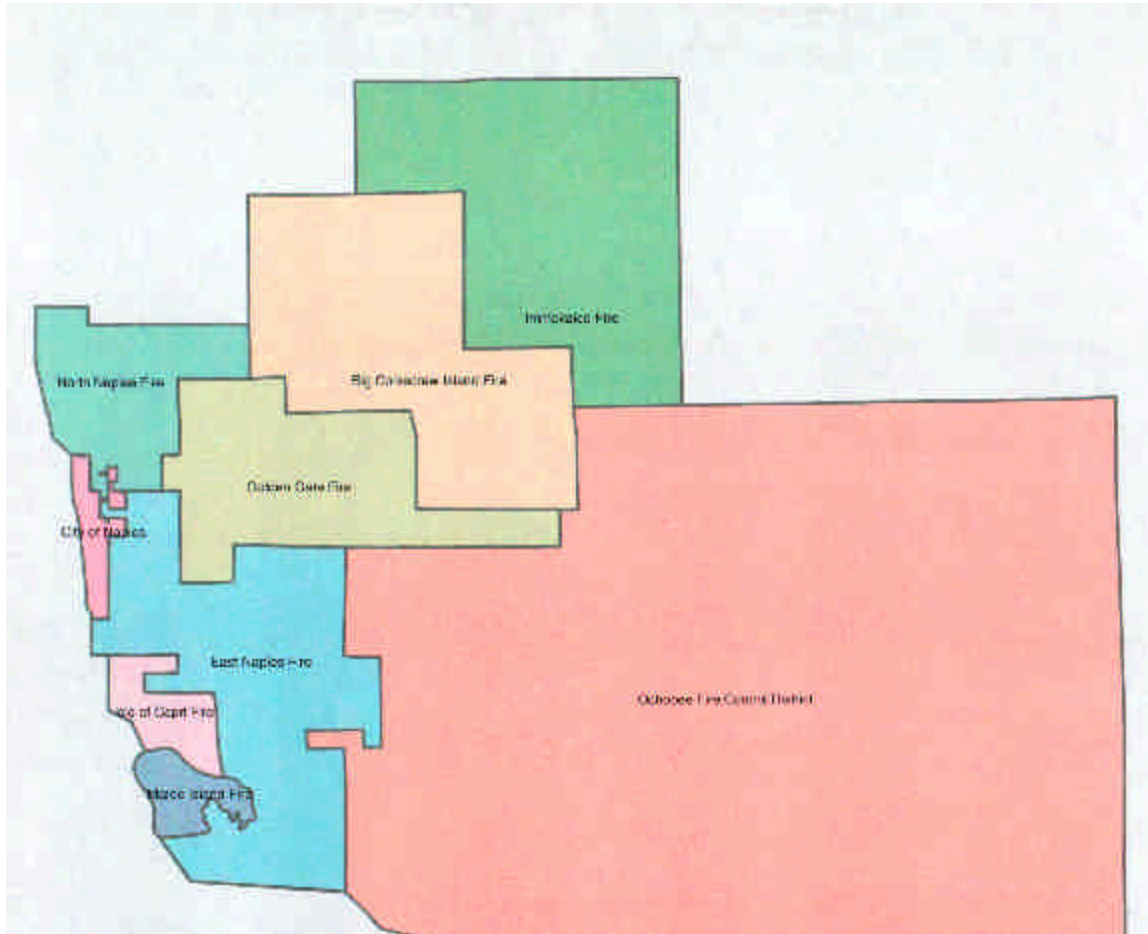 Immokalee Fire
North Naples Fire
Big Corkscrew Island Fire
Golden Gate Fire
City of Naples
East Naples Fire
Ochopee Fire Control District
Isle of Capri Fire
Marco Island Fire